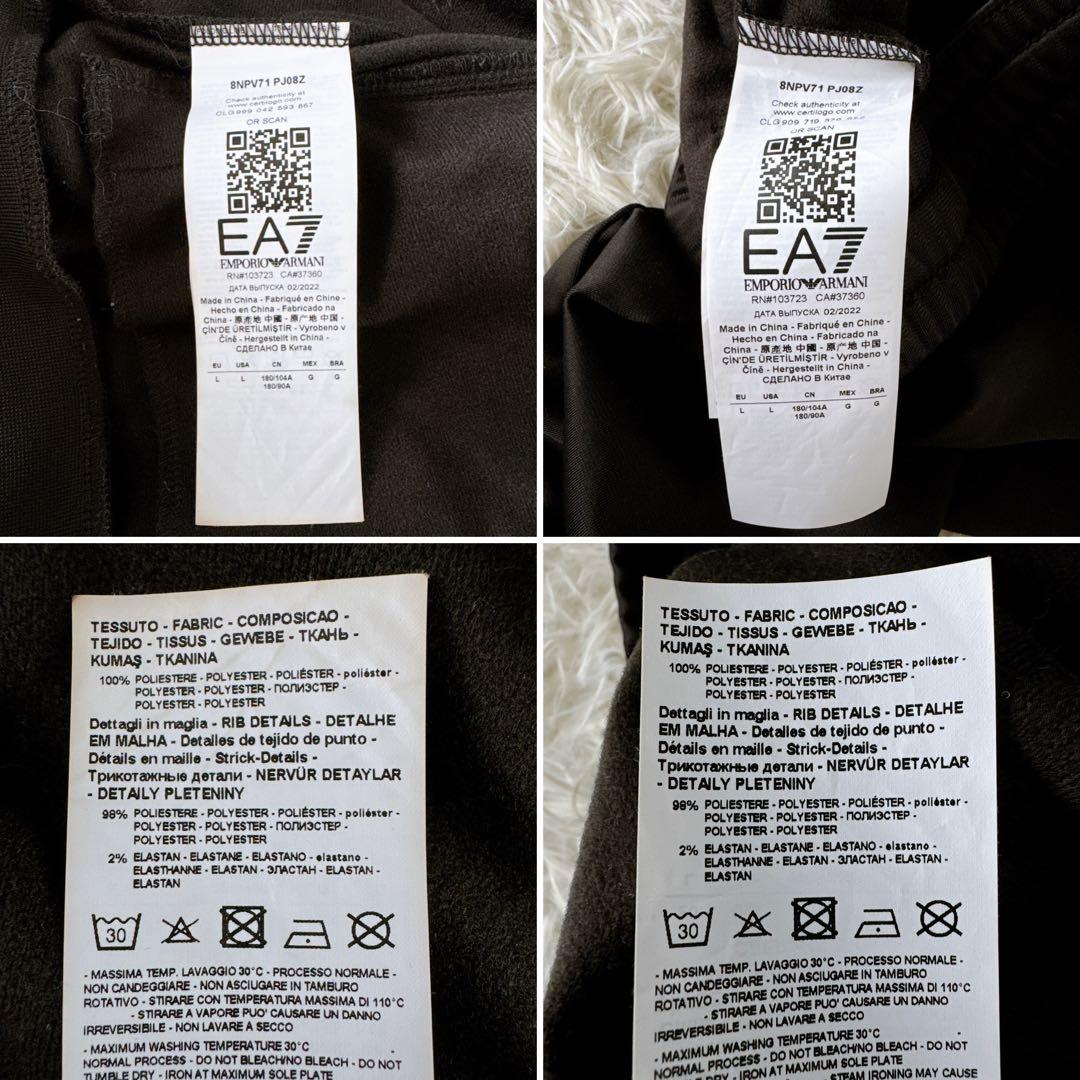 8NPV71 PJ08Z
Check authenticity at
www.certilogo.com
CLG 999 042 593 867
OR SCAN
EA7
EMPORIO ARMANI
RN#103723 CA#37360
ДАТА ВЫПУСКА 02/2022
Made in China - Fabriqué en Chine -
Hecho en China - Fabricado na
China - 原産地 中國 - 原产地 中国 -
ÇİN'DE ÜRETİLMİŞTİR - Vyrobeno v
Číně - Hergestellt in China -
СДЕЛАНО В Китае
EU USA CN MEX BRA
L L 180/104A G G
180/90A
8NPV71 PJ08Z
Check authenticity at
www.certilogo.com
CLG 909 719
OR SCAN
EA7
EMPORIO ARMANI
RN#103723 CA#37360
ДАТА ВЫПУСКА 02/2022
Made in China - Fabriqué en Chine -
Hecho en China - Fabricado na
China - 原産地 中國 - 原产地 中国 -
ÇİN'DE ÜRETİLMİŞTİR - Vyrobeno v
Číně - Hergestellt in China -
СДЕЛАНО В Китае
EU USA CN MEX BRA
L L 180/104A G G
180/90A
TESSUTO - FABRIC - COMPOSICAO -
TEJIDO - TISSUS - GEWEBE - ТКАНЬ -
KUMAŞ - TKANINA
100% POLIESTERE - POLYESTER - POLIÉSTER - poliéster -
POLYESTER - POLYESTER - ПОЛИЭСТЕР -
POLYESTER - POLYESTER
Dettagli in maglia - RIB DETAILS - DETALHE
EM MALHA - Detalles de tejido de punto -
Détails en maille - Strick-Details -
Трикотажные детали - NERVÜR DETAYLAR
- DETAILY PLETENINY
98% POLIESTERE - POLYESTER - POLIÉSTER - poliéster -
POLYESTER - POLYESTER - ПОЛИЭСТЕР -
POLYESTER - POLYESTER
2% ELASTAN - ELASTANE - ELASTANO - elastano -
ELASTHANNE - ELASTAN - ЭЛАСТАН - ELASTAN -
ELASTAN
30
- MASSIMA TEMP. LAVAGGIO 30°C - PROCESSO NORMALE -
NON CANDEGGIARE - NON ASCIUGARE IN TAMBURO
ROTATIVO - STIRARE CON TEMPERATURA MASSIMA DI 110°C
- STIRARE A VAPORE PUO' CAUSARE UN DANNO
IRREVERSIBILE - NON LAVARE A SECCO
- MAXIMUM WASHING TEMPERATURE 30°C -
NORMAL PROCESS - DO NOT BLEACH/NO BLEACH - DO NOT
TUMBLE DRY - IRON AT MAXIMUM SOLE PLATE
TESSUTO - FABRIC - COMPOSICAO -
TEJIDO - TISSUS - GEWEBE - ТКАНЬ -
KUMAŞ - TKANINA
100% POLIESTERE - POLYESTER - POLIÉSTER - poliéster -
POLYESTER - POLYESTER - ПОЛИЭСТЕР -
POLYESTER - POLYESTER
Dettagli in maglia - RIB DETAILS - DETALHE
EM MALHA - Detalles de tejido de punto -
Détails en maille - Strick-Details -
Трикотажные детали - NERVÜR DETAYLAR
- DETAILY PLETENINY
98% POLIESTERE - POLYESTER - POLIÉSTER - poliéster -
POLYESTER - POLYESTER - ПОЛИЭСТЕР -
POLYESTER - POLYESTER
2% ELASTAN - ELASTANE - ELASTANO - elastano -
ELASTHANNE - ELASTAN - ЭЛАСТАН - ELASTAN -
ELASTAN
30
- MASSIMA TEMP. LAVAGGIO 30°C - PROCESSO NORMALE -
NON CANDEGGIARE - NON ASCIUGARE IN TAMBURO
ROTATIVO - STIRARE CON TEMPERATURA MASSIMA DI 110°C
- STIRARE A VAPORE PUO' CAUSARE UN DANNO
IRREVERSIBILE - NON LAVARE A SECCO
- MAXIMUM WASHING TEMPERATURE 30°C -
NORMAL PROCESS - DO NOT BLEACH/NO BLEACH - DO NOT
TUMBLE DRY - IRON AT MAXIMUM SOLE PLATE
STEAM IRONING MAY CAUSE